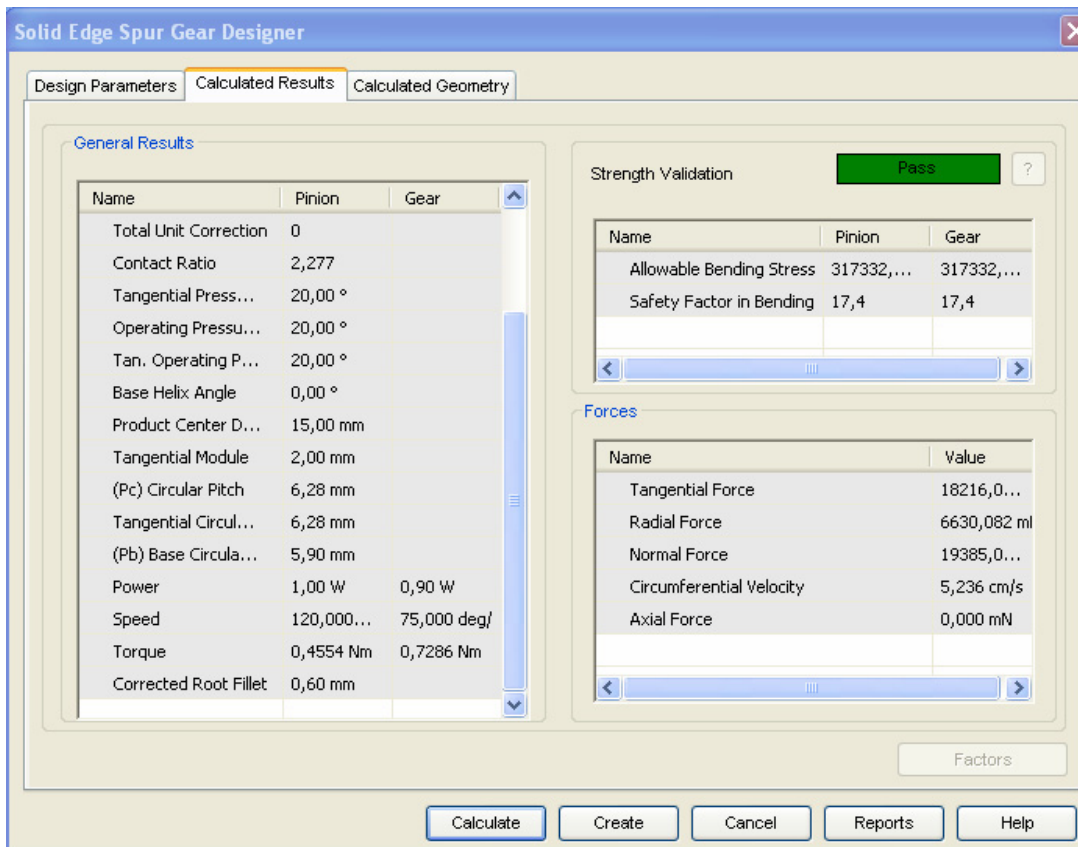 Solid Edge Spur Gear Designer
Design Parameters Calculated Results Calculated Geometry
General Results
Name Pinion Gear
Total Unit Correction 0
Contact Ratio 2,277
Tangential Press... 20,00 °
Operating Pressu... 20,00 °
Tan. Operating P... 20,00 °
Base Helix Angle 0,00 °
Product Center D... 15,00 mm
Tangential Module 2,00 mm
(Pc) Circular Pitch 6,28 mm
Tangential Circul... 6,28 mm
(Pb) Base Circula... 5,90 mm
Power 1,00 W 0,90 W
Speed 120,000... 75,000 deg/
Torque 0,4554 Nm 0,7286 Nm
Corrected Root Fillet 0,60 mm
Strength Validation Pass ?
Name Pinion Gear
Allowable Bending Stress 317332,... 317332,...
Safety Factor in Bending 17,4 17,4
Forces
Name Value
Tangential Force 18216,0...
Radial Force 6630,082 ml
Normal Force 19385,0...
Circumferential Velocity 5,236 cm/s
Axial Force 0,000 mN
Factors
Calculate Create Cancel Reports Help